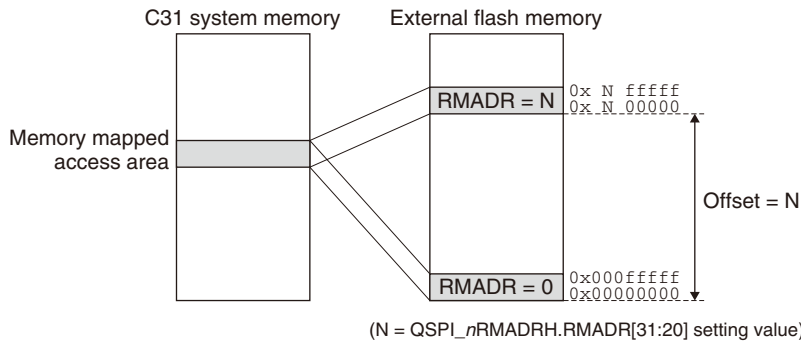 C31 system memory
External flash memory
RMADR = N
0x N fffff
0x N 00000
Memory mapped
access area
Offset = N
RMADR = 0
0x000fffff
0x00000000
(N = QSPI_nRMADRH.RMADR[31:20] setting value)